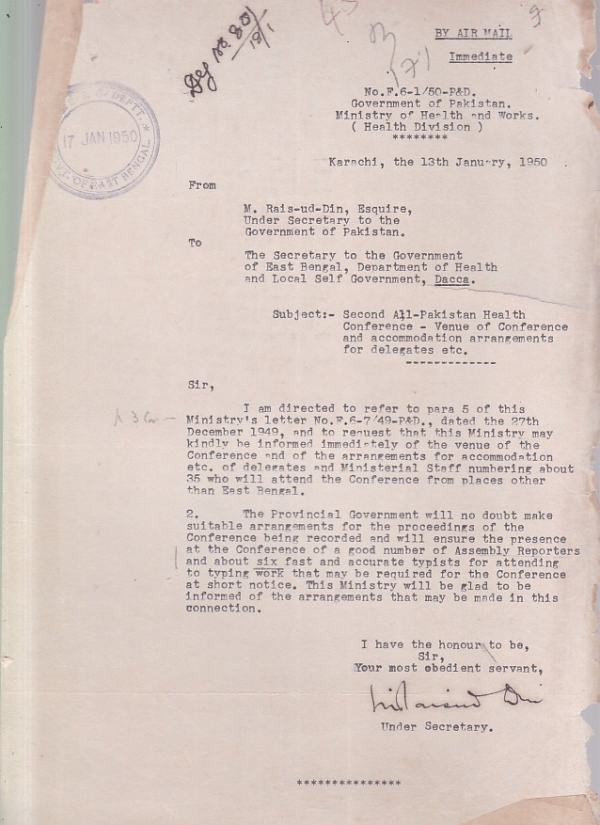 BY AIR MAIL
Immediate
No.F.6-1/50-P&D.
Government of Pakistan.
Ministry of Health and Works.
( Health Division )
********
17 JAN 1950
OF EAST BENGAL
Karachi, the 13th January, 1950
From
M. Rais-ud-Din, Esquire,
Under Secretary to the
Government of Pakistan.
To
The Secretary to the Government
of East Bengal, Department of Health
and Local Self Government, Dacca.
Subject:- Second All-Pakistan Health
Conference - Venue of Conference
and accommodation arrangements
for delegates etc.
-------------
Sir,
I am directed to refer to para 5 of this
Ministry's letter No.F.6-7/49-P&D., dated the 27th
December 1949, and to request that this Ministry may
kindly be informed immediately of the venue of the
Conference and of the arrangements for accommodation
etc. of delegates and Ministerial Staff numbering about
35 who will attend the Conference from places other
than East Bengal.
2. The Provincial Government will no doubt make
suitable arrangements for the proceedings of the
Conference being recorded and will ensure the presence
at the Conference of a good number of Assembly Reporters
and about six fast and accurate typists for attending
to typing work that may be required for the Conference
at short notice. This Ministry will be glad to be
informed of the arrangements that may be made in this
connection.
I have the honour to be,
Sir,
Your most obedient servant,
Under Secretary.
***************